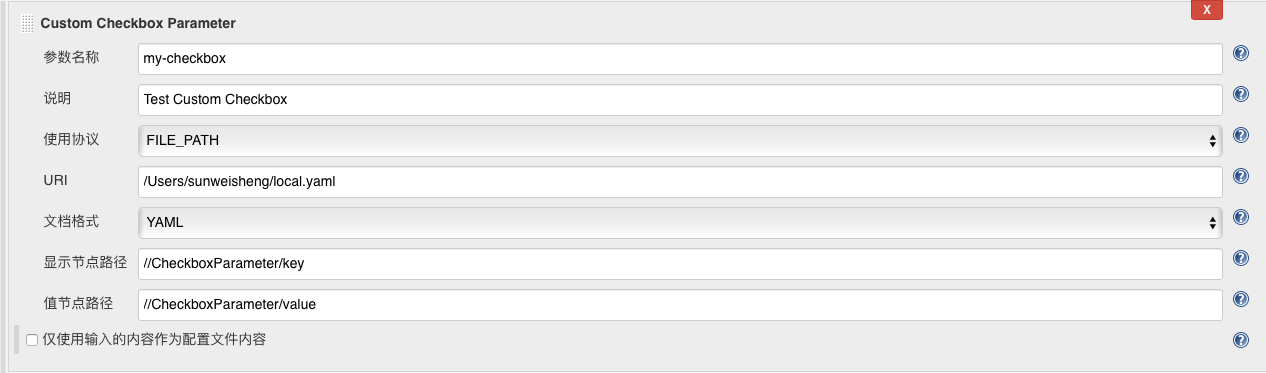 Custom Checkbox Parameter
X
参数名称 my-checkbox ?
说明 Test Custom Checkbox ?
使用协议 FILE_PATH ?
URI /Users/sunweisheng/local.yaml ?
文档格式 YAML ?
显示节点路径 //CheckboxParameter/key ?
值节点路径 //CheckboxParameter/value ?
仅使用输入的内容作为配置文件内容 ?